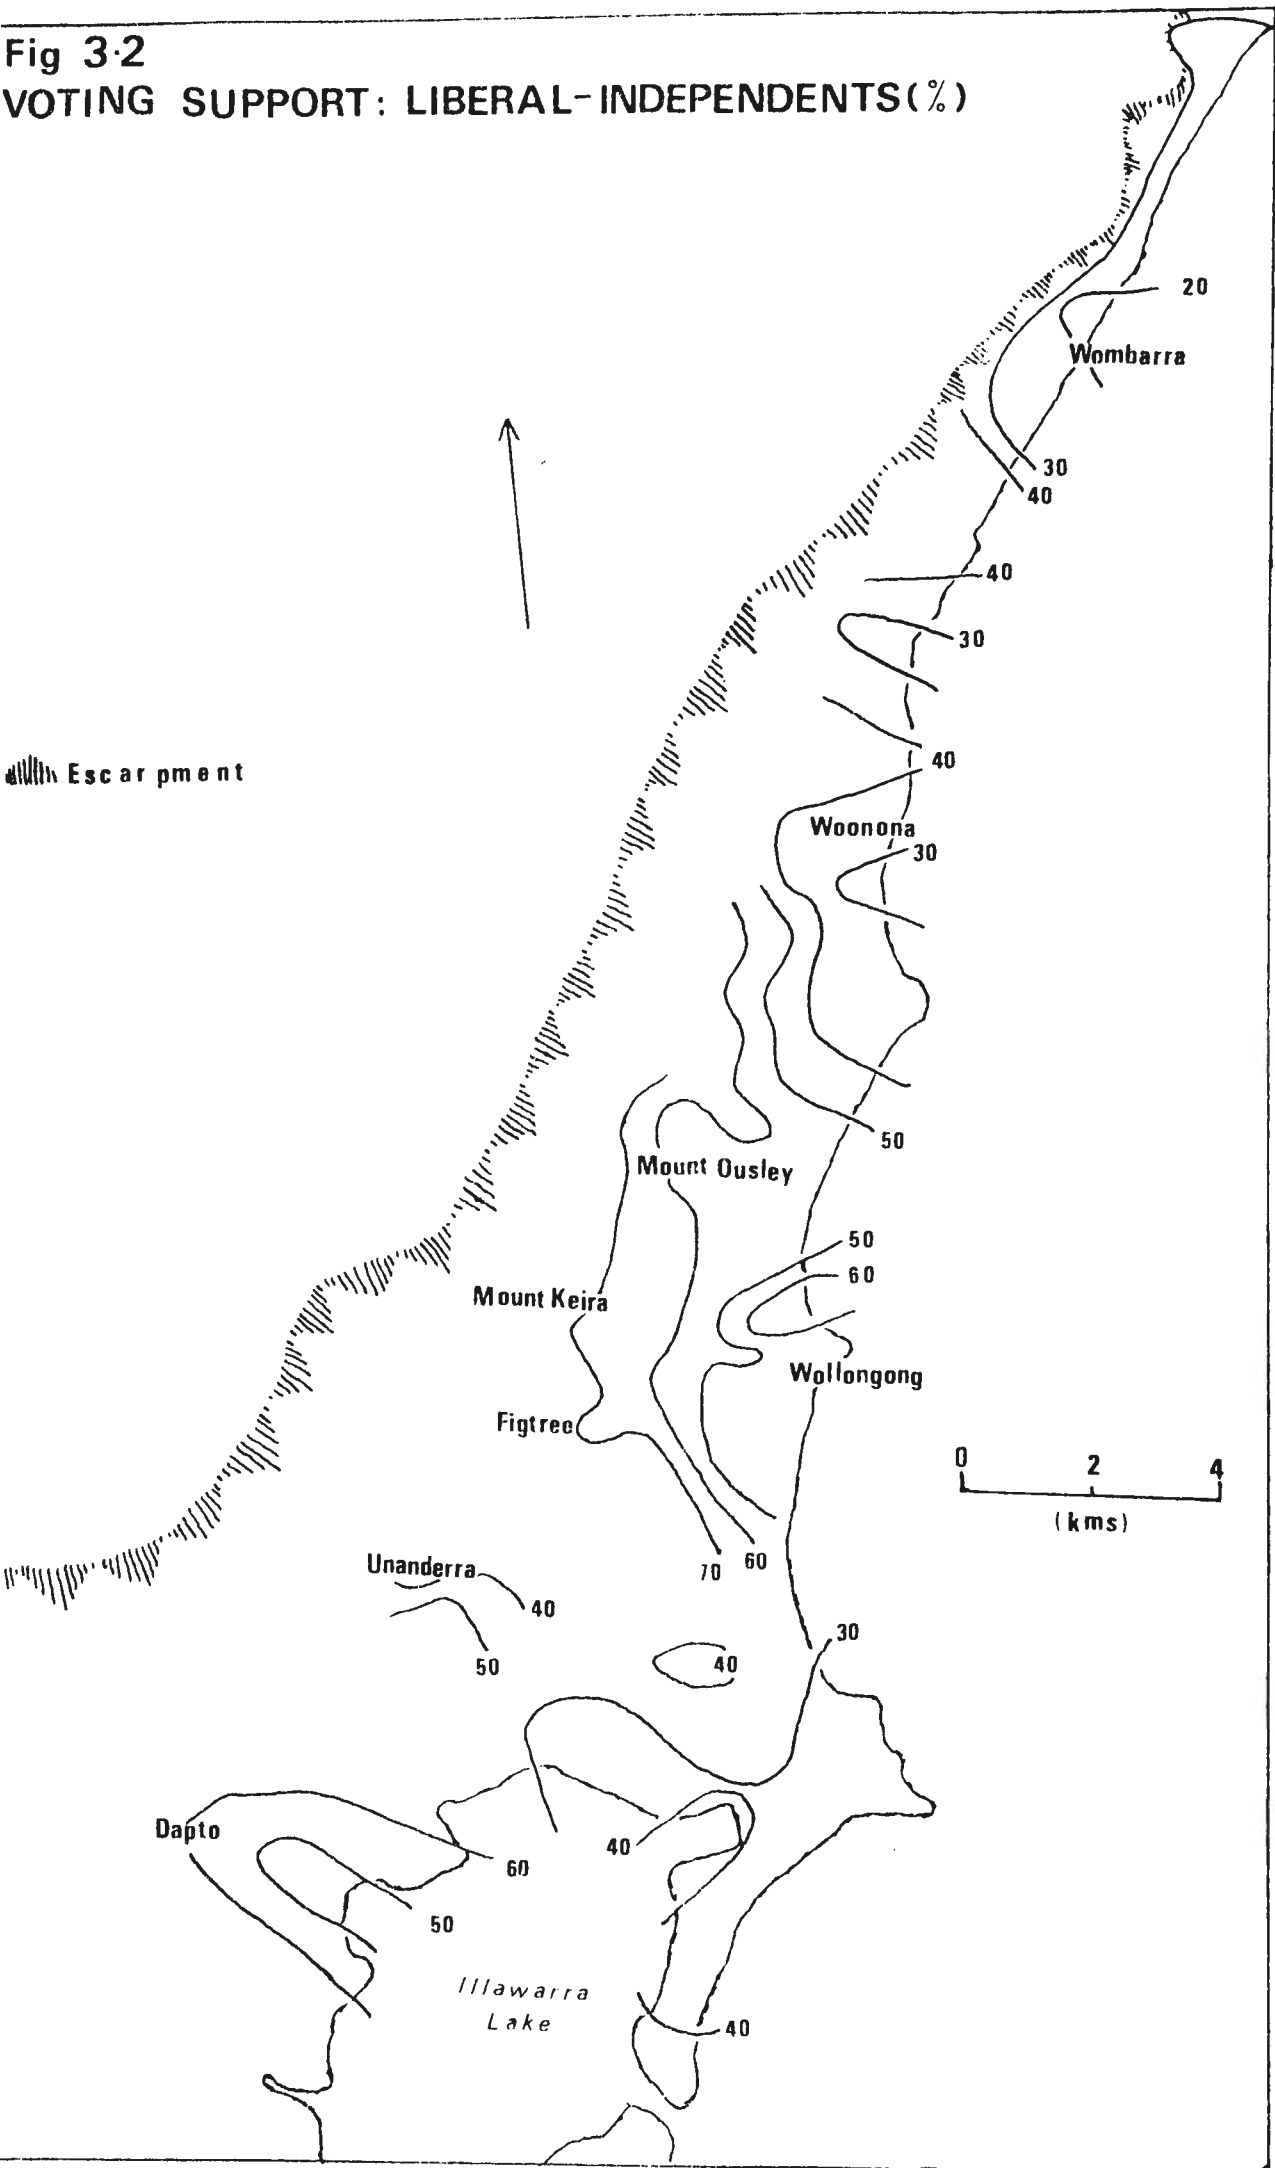 Fig 3·2
VOTING SUPPORT: LIBERAL-INDEPENDENTS(%)
20
Wombarra
30
40
40
30
Escarpment
40
Woonona
30
50
Mount Ousley
50
60
Mount Keira
Wollongong
Figtree
0 2 4
(kms)
60
70
Unanderra
40
30
50
40
Dapto
40
60
50
Illawarra
Lake
40